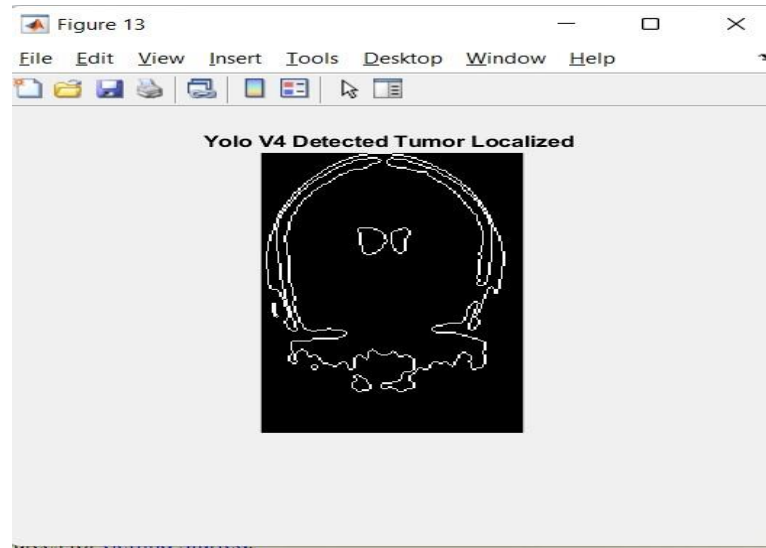 Figure 13
File Edit View Insert Tools Desktop Window Help
Yolo V4 Detected Tumor Localized